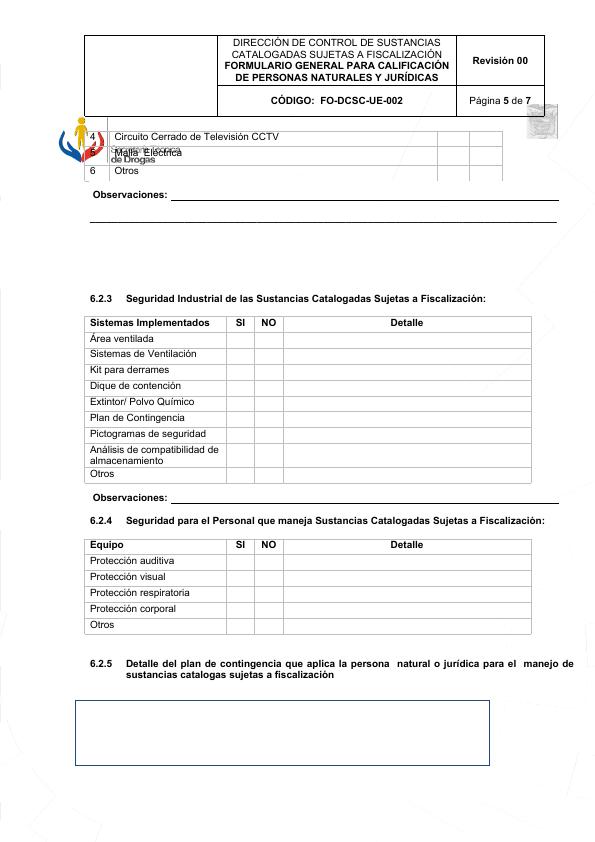 DIRECCIÓN DE CONTROL DE SUSTANCIAS
CATALOGADAS SUJETAS A FISCALIZACIÓN
FORMULARIO GENERAL PARA CALIFICACIÓN
DE PERSONAS NATURALES Y JURÍDICAS
Revisión 00
CÓDIGO: FO-DCSC-UE-002
Página 5 de 7
4 Circuito Cerrado de Televisión CCTV
5 Malla Eléctrica
Secretaría Técnica
de Drogas
6 Otros
Observaciones:
6.2.3 Seguridad Industrial de las Sustancias Catalogadas Sujetas a Fiscalización:
Sistemas Implementados SI NO Detalle
Área ventilada
Sistemas de Ventilación
Kit para derrames
Dique de contención
Extintor/ Polvo Químico
Plan de Contingencia
Pictogramas de seguridad
Análisis de compatibilidad de
almacenamiento
Otros
Observaciones:
6.2.4 Seguridad para el Personal que maneja Sustancias Catalogadas Sujetas a Fiscalización:
Equipo SI NO Detalle
Protección auditiva
Protección visual
Protección respiratoria
Protección corporal
Otros
6.2.5 Detalle del plan de contingencia que aplica la persona natural o jurídica para el manejo de
sustancias catalogas sujetas a fiscalización